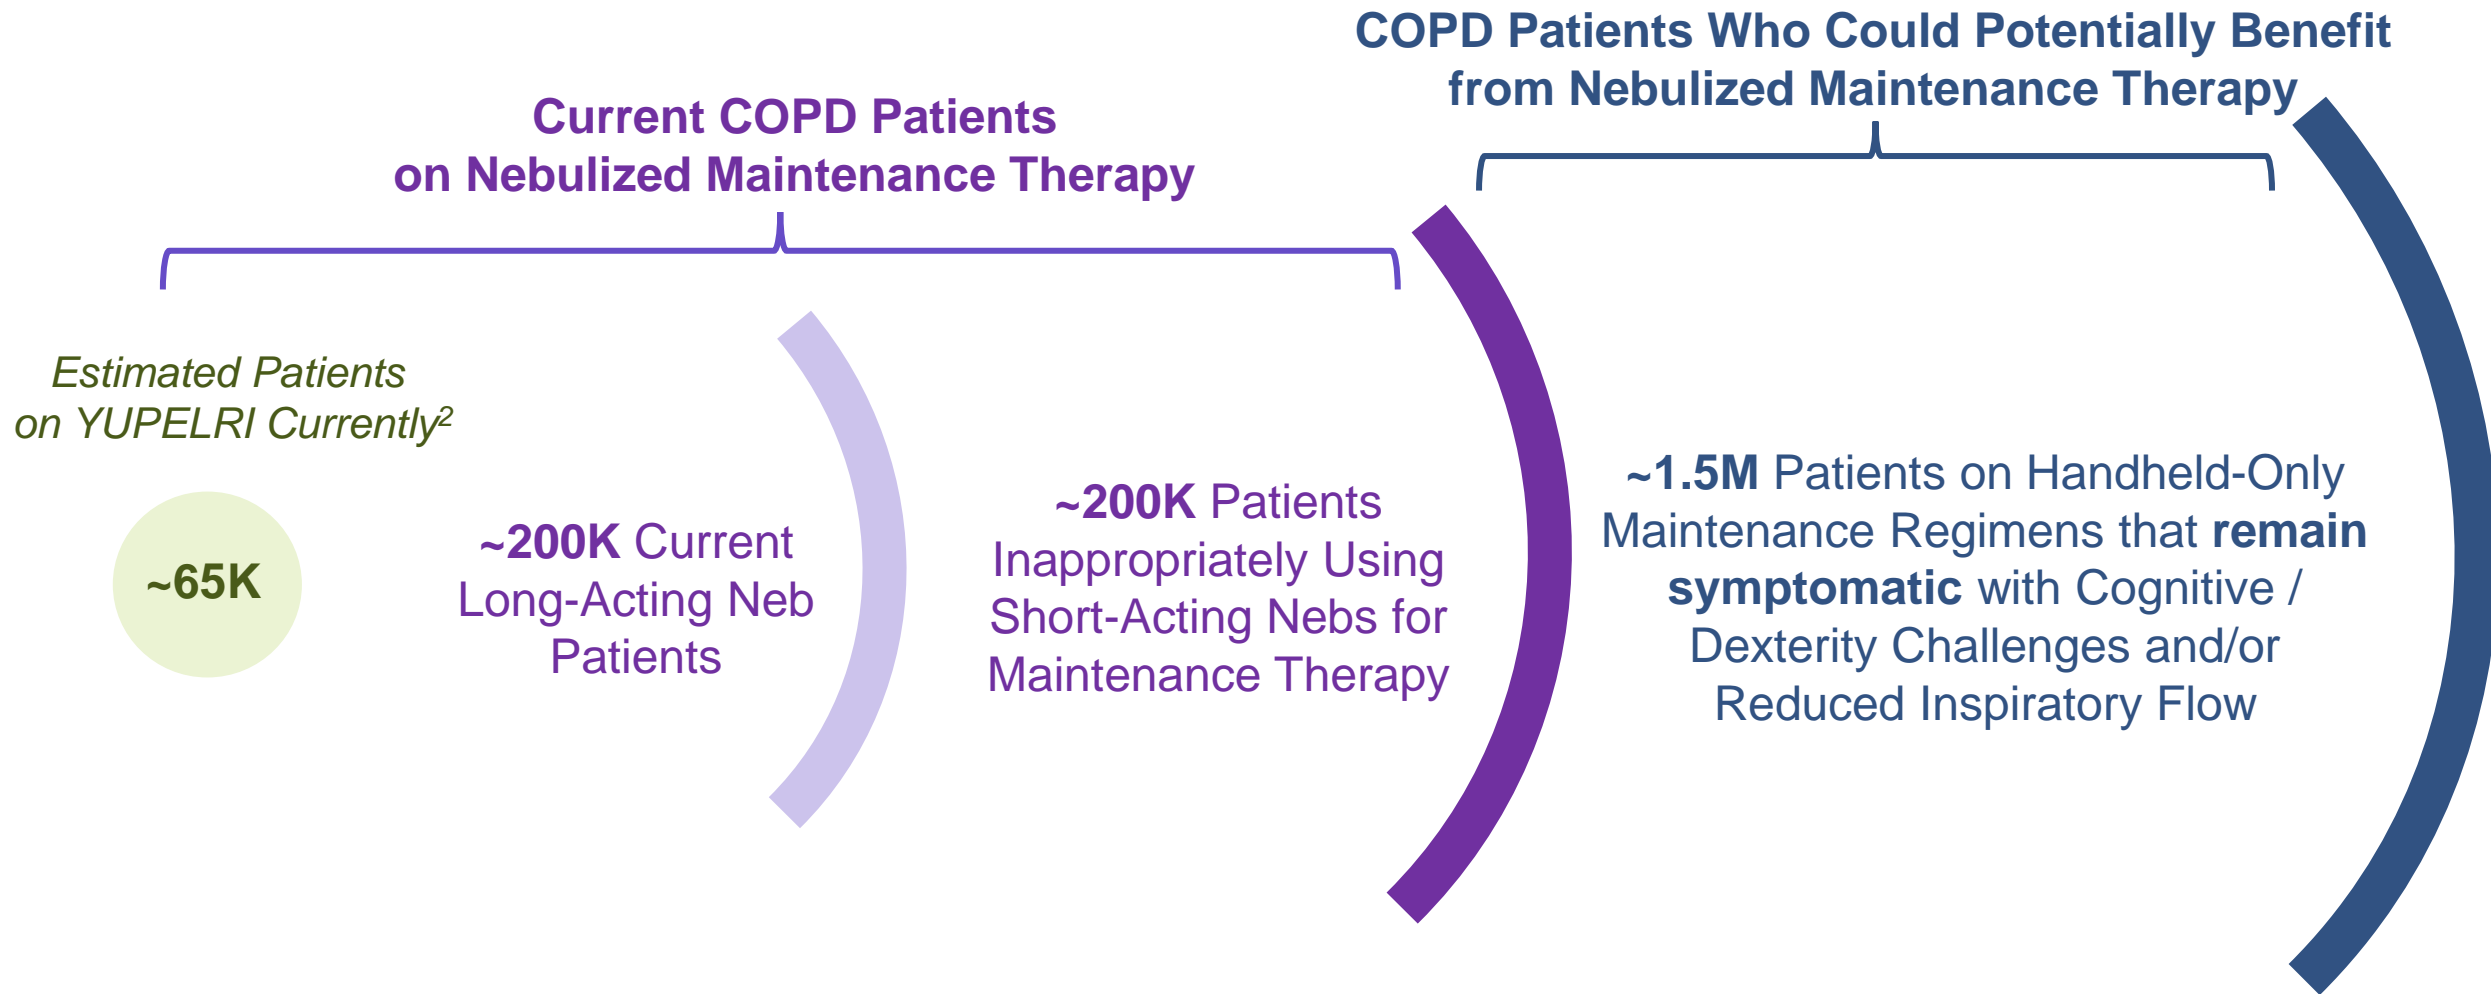 COPD Patients Who Could Potentially Benefit
from Nebulized Maintenance Therapy
Current COPD Patients
on Nebulized Maintenance Therapy
Estimated Patients
on YUPELRI Currently²
~65K
~200K Current
Long-Acting Neb
Patients
~200K Patients
Inappropriately Using
Short-Acting Nebs for
Maintenance Therapy
~1.5M Patients on Handheld-Only
Maintenance Regimens that remain
symptomatic with Cognitive /
Dexterity Challenges and/or
Reduced Inspiratory Flow